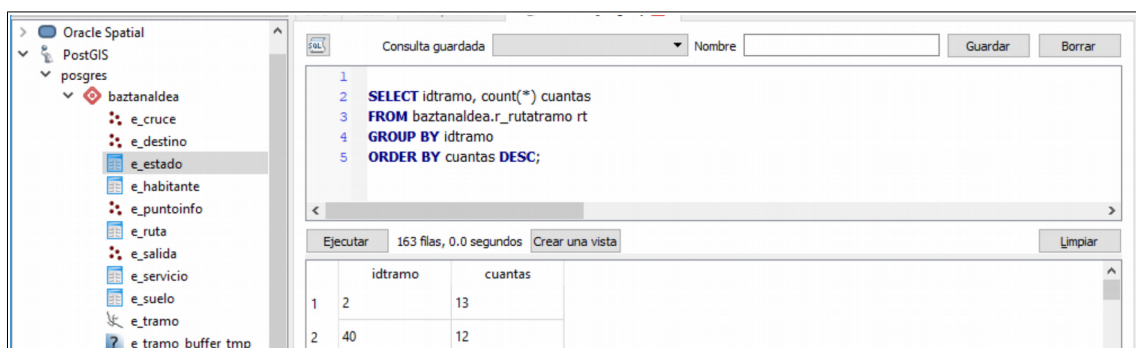 Oracle Spatial
PostGIS
posgres
baztanaldea
e_cruce
e_destino
e_estado
e_habitante
e_puntoinfo
e_ruta
e_salida
e_servicio
e_suelo
e_tramo
e_tramo_buffer_tmp
SQL Consulta guardada Nombre Guardar Borrar
1
2 SELECT idtramo, count(*) cuantas
3 FROM baztanaldea.r_rutatramo rt
4 GROUP BY idtramo
5 ORDER BY cuantas DESC;
Ejecutar 163 filas, 0.0 segundos Crear una vista Limpiar
idtramo cuantas
1 2 13
2 40 12